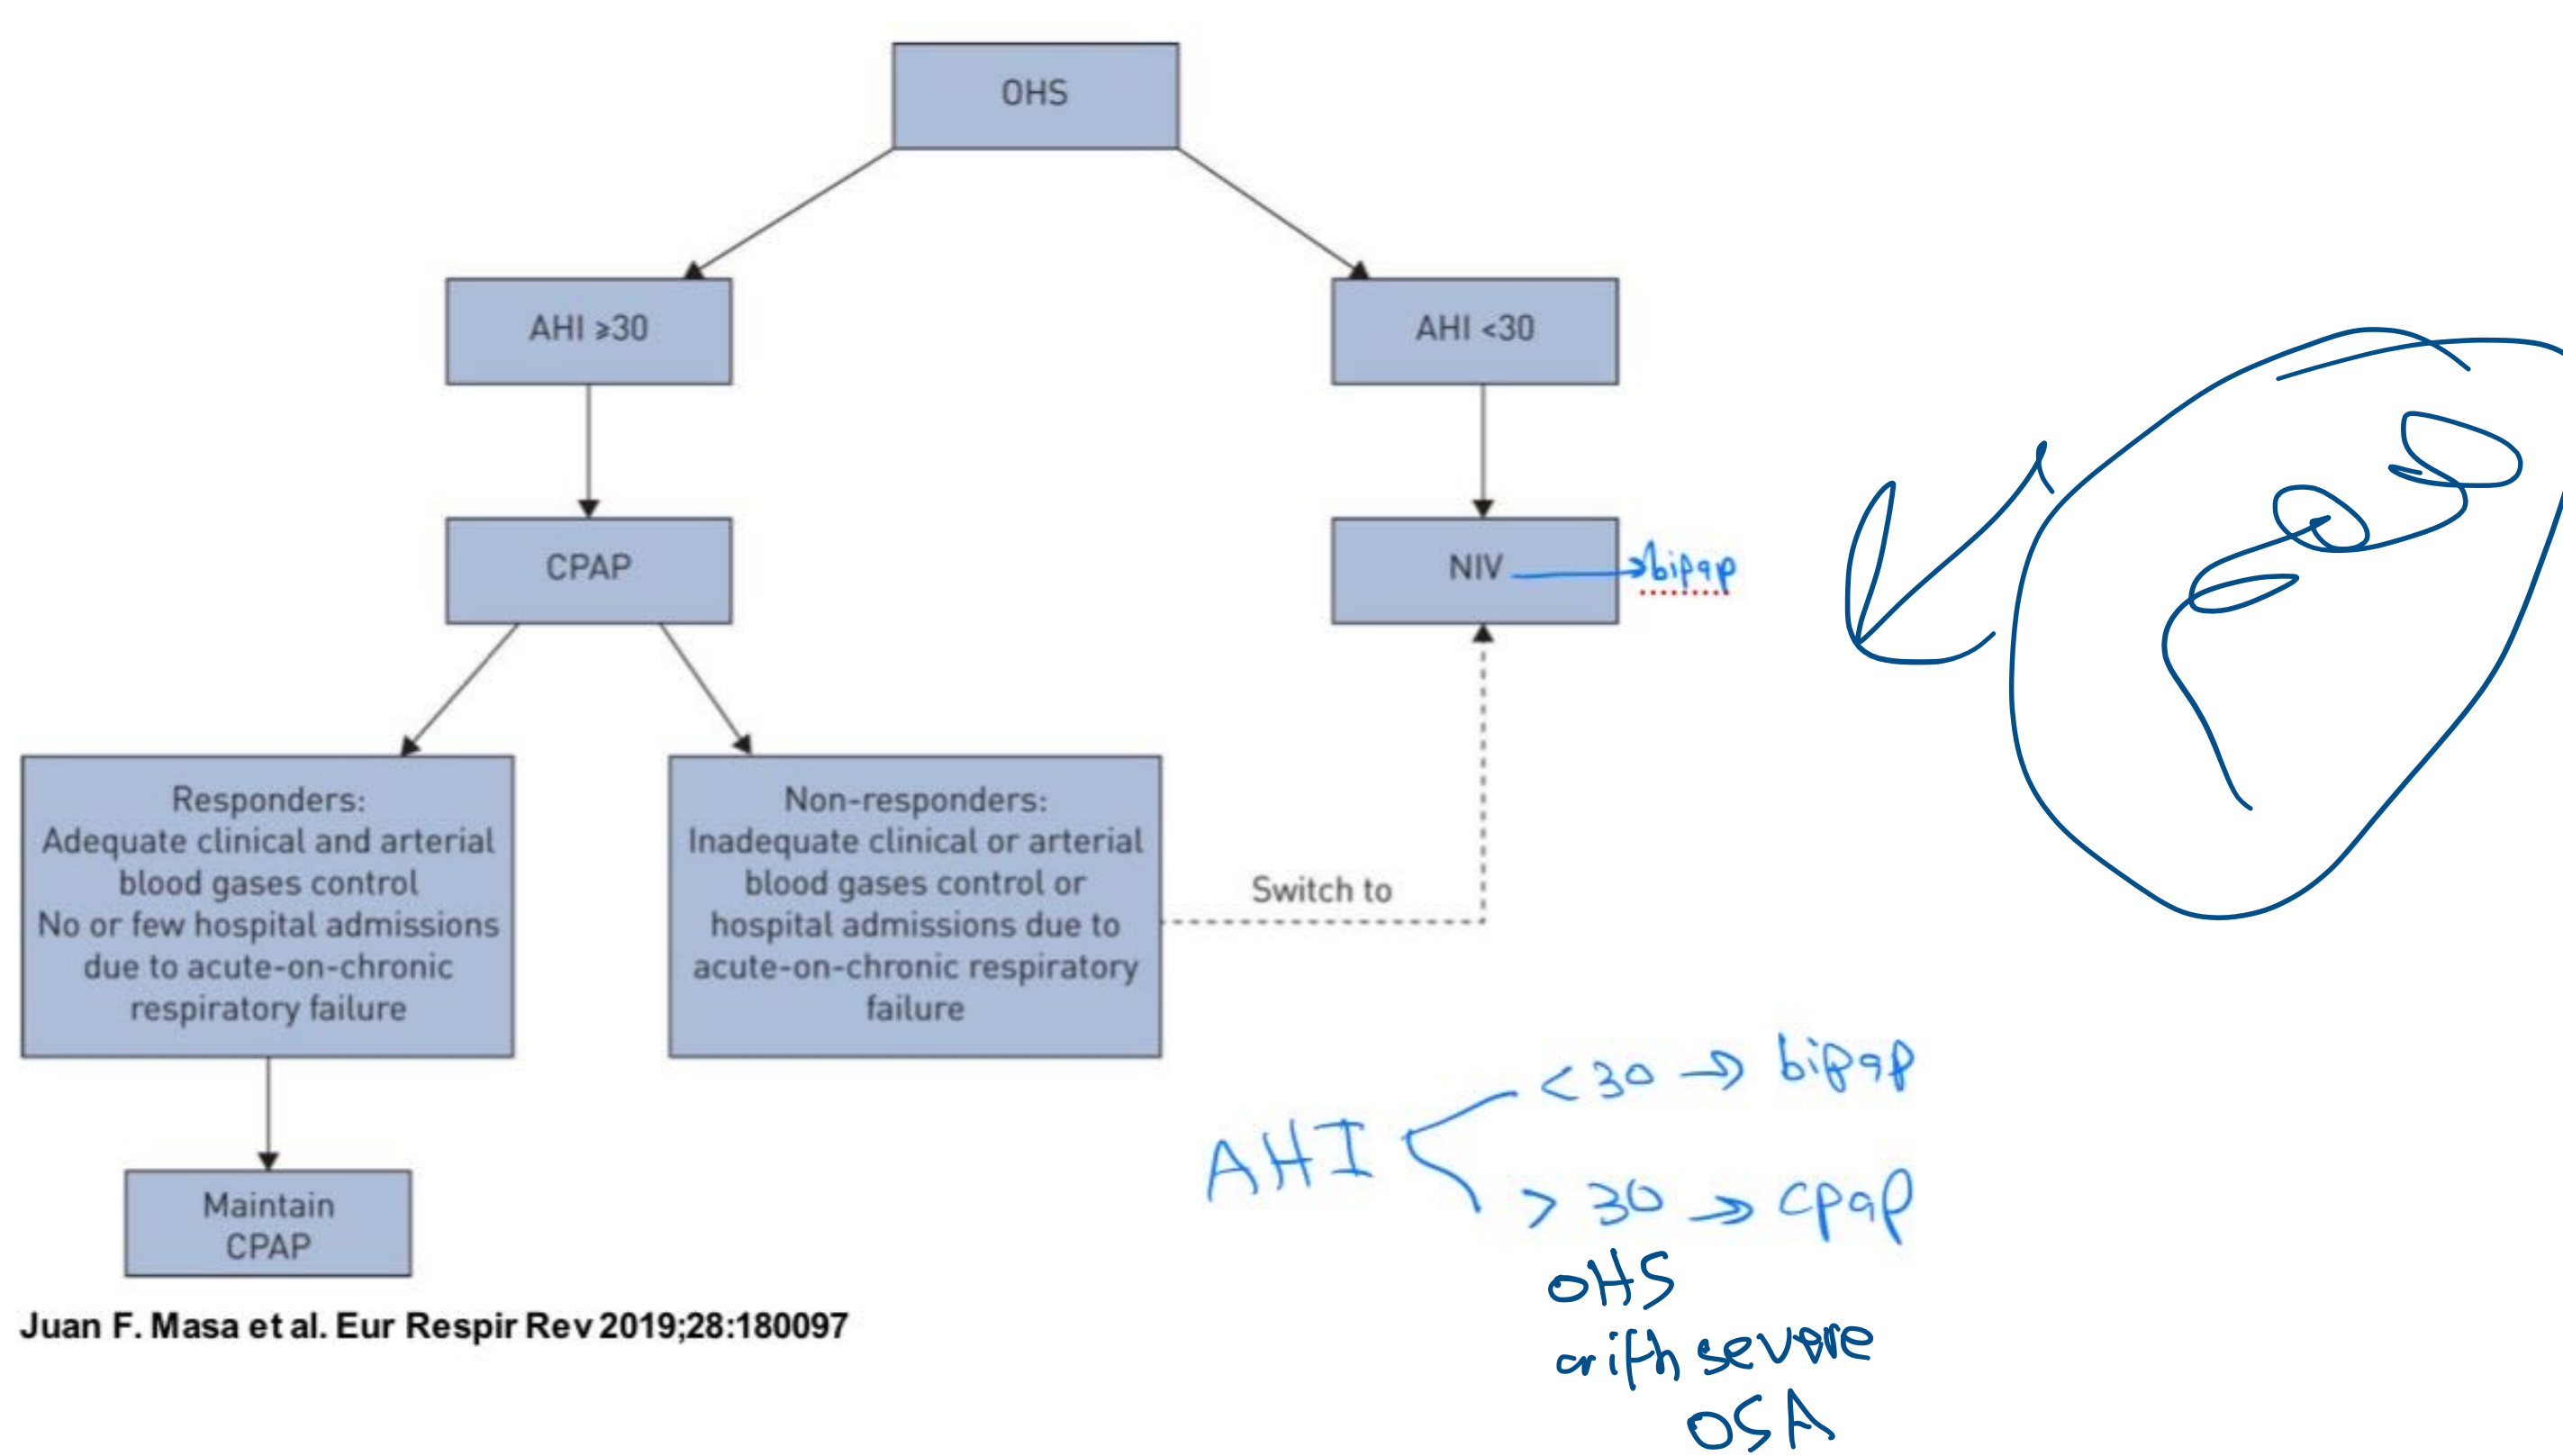 OHS
AHI ≥30
AHI <30
CPAP
NIV
→bipap
Responders:
Adequate clinical and arterial
blood gases control
No or few hospital admissions
due to acute-on-chronic
respiratory failure
Non-responders:
Inadequate clinical or arterial
blood gases control or
hospital admissions due to
acute-on-chronic respiratory
failure
Switch to
Maintain
CPAP
AHI
< 30 → bipap
> 30 → cpap
OHS
with severe
OSA
Juan F. Masa et al. Eur Respir Rev 2019;28:180097